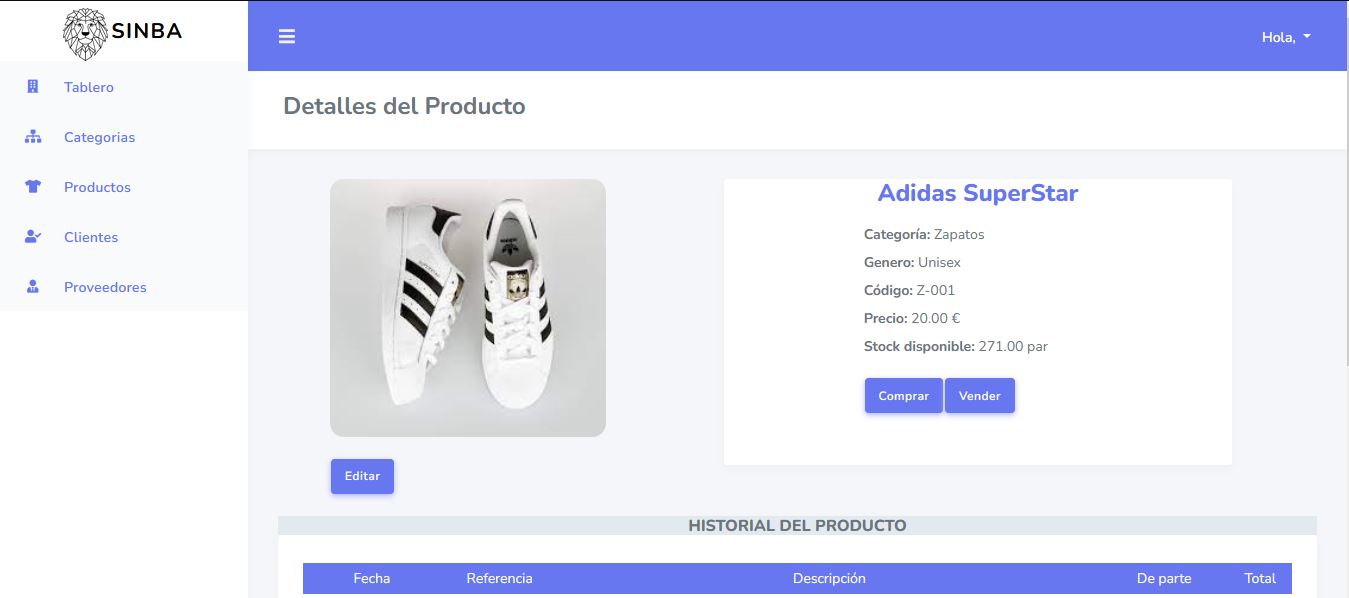 SINBA
Hola,
Tablero
Categorias
Productos
Clientes
Proveedores
Detalles del Producto
Adidas SuperStar
Categoría: Zapatos
Genero: Unisex
Código: Z-001
Precio: 20.00 €
Stock disponible: 271.00 par
Comprar Vender
Editar
HISTORIAL DEL PRODUCTO
Fecha Referencia Descripción De parte Total